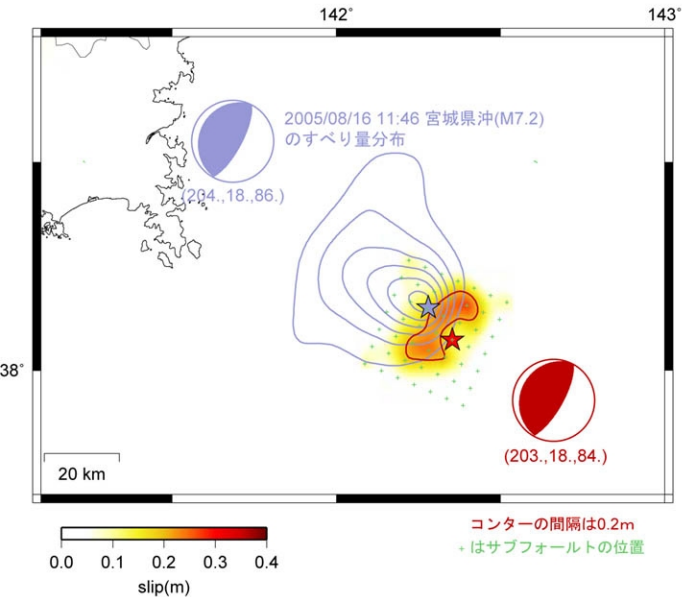 142°
143°
2005/08/16 11:46 宮城県沖(M7.2)
のすべり量分布
(204.,18.,86.)
38°
(203.,18.,84.)
20 km
コンターの間隔は0.2m
+ はサブフォールトの位置
0.0 0.1 0.2 0.3 0.4
slip(m)